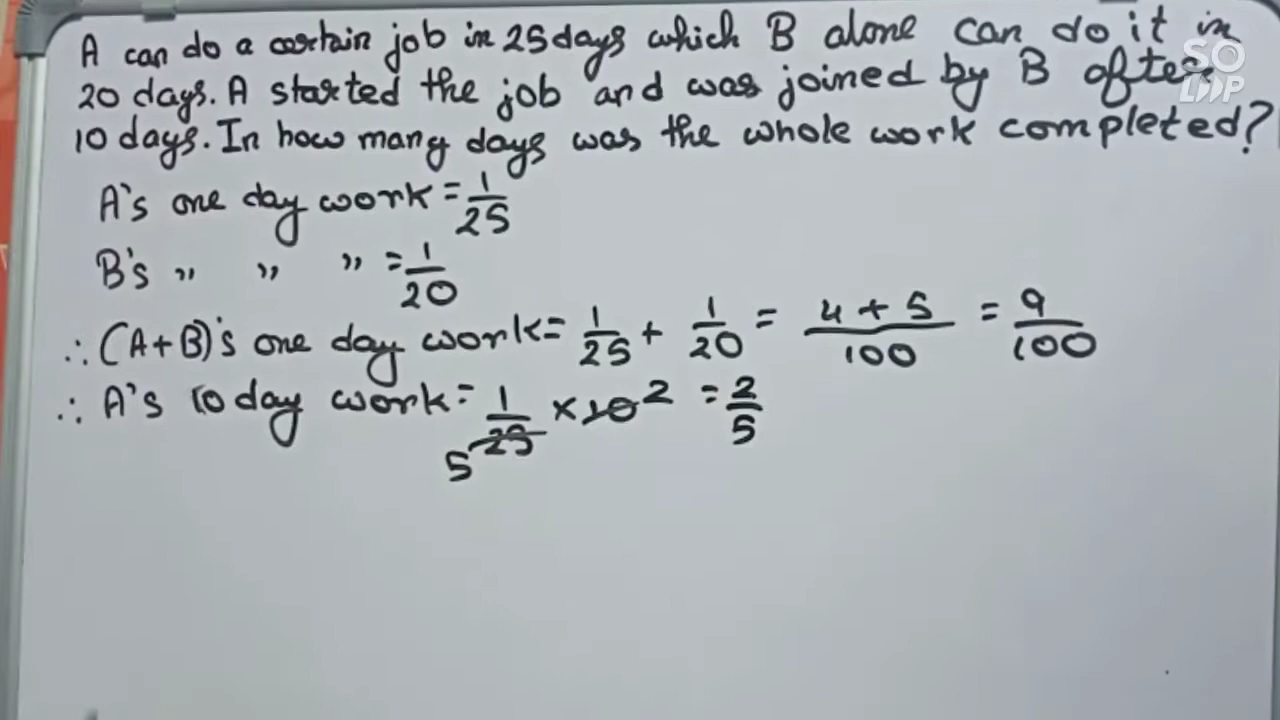 A can do a certain job in 25 days which B alone can do it in
20 days. A started the job and was joined by B after
10 days. In how many days was the whole work completed?
A's one day work = 1/25
B's " " " = 1/20
∴ (A+B)'s one day work = 1/25 + 1/20 = 4+5/100 = 9/100
∴ A's 10 day work = 1/25 5 × 10 2 = 2/5
SO
LMP